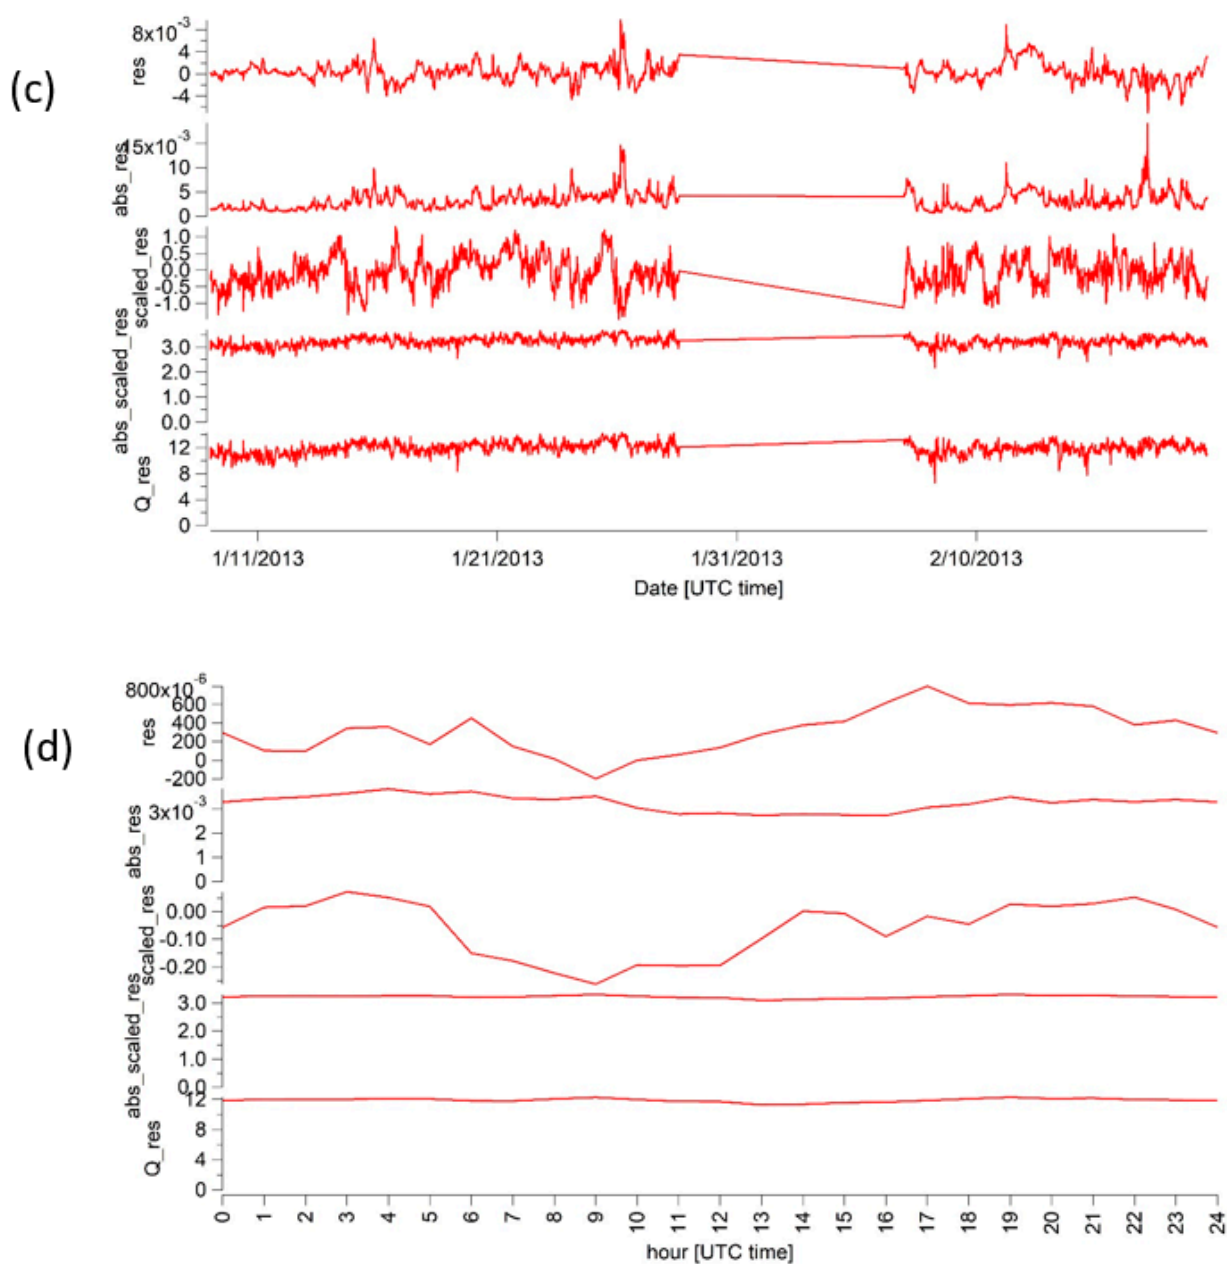 (c)
8x10-3
4
0
-4
res
15x10-3
10
5
0
abs_res
1.0
0.5
0.0
-1.0
scaled_res
3.0
2.0
1.0
0.0
abs_scaled_res
12
8
4
0
Q_res
1/11/2013 1/21/2013 1/31/2013 2/10/2013
Date [UTC time]
(d)
800x10-6
600
400
200
0
-200
res
3x10-3
2
1
0
abs_res
0.00
-0.10
-0.20
scaled_res
3.0
2.0
1.0
0.0
abs_scaled_res
12
8
4
0
Q_res
0 1 2 3 4 5 6 7 8 9 10 11 12 13 14 15 16 17 18 19 20 21 22 23 24
hour [UTC time]